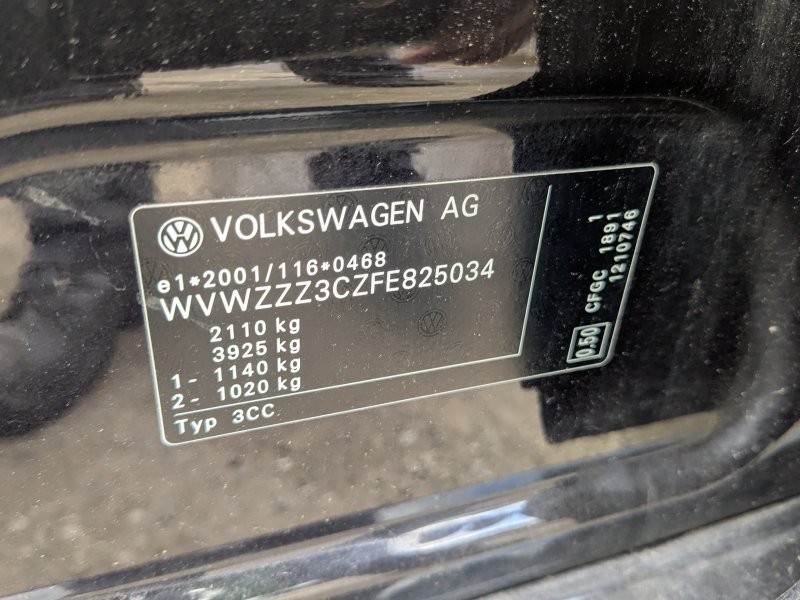 VOLKSWAGEN AG
e1*2001/116*0468
WVWZZZ3CZFE825034
2110 kg
3925 kg
1- 1140 kg
2- 1020 kg
Typ 3CC
0.50
CFGC 1891 1
1210746